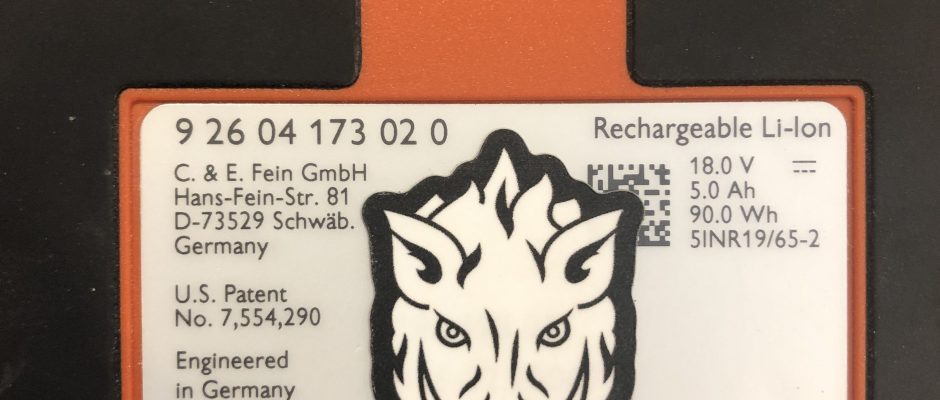 9 26 04 173 02 0
C. & E. Fein GmbH
Hans-Fein-Str. 81
D-73529 Schwäb.
Germany
U.S. Patent
No. 7,554,290
Engineered
in Germany
Rechargeable Li-Ion
18.0 V
5.0 Ah
90.0 Wh
5INR19/65-2